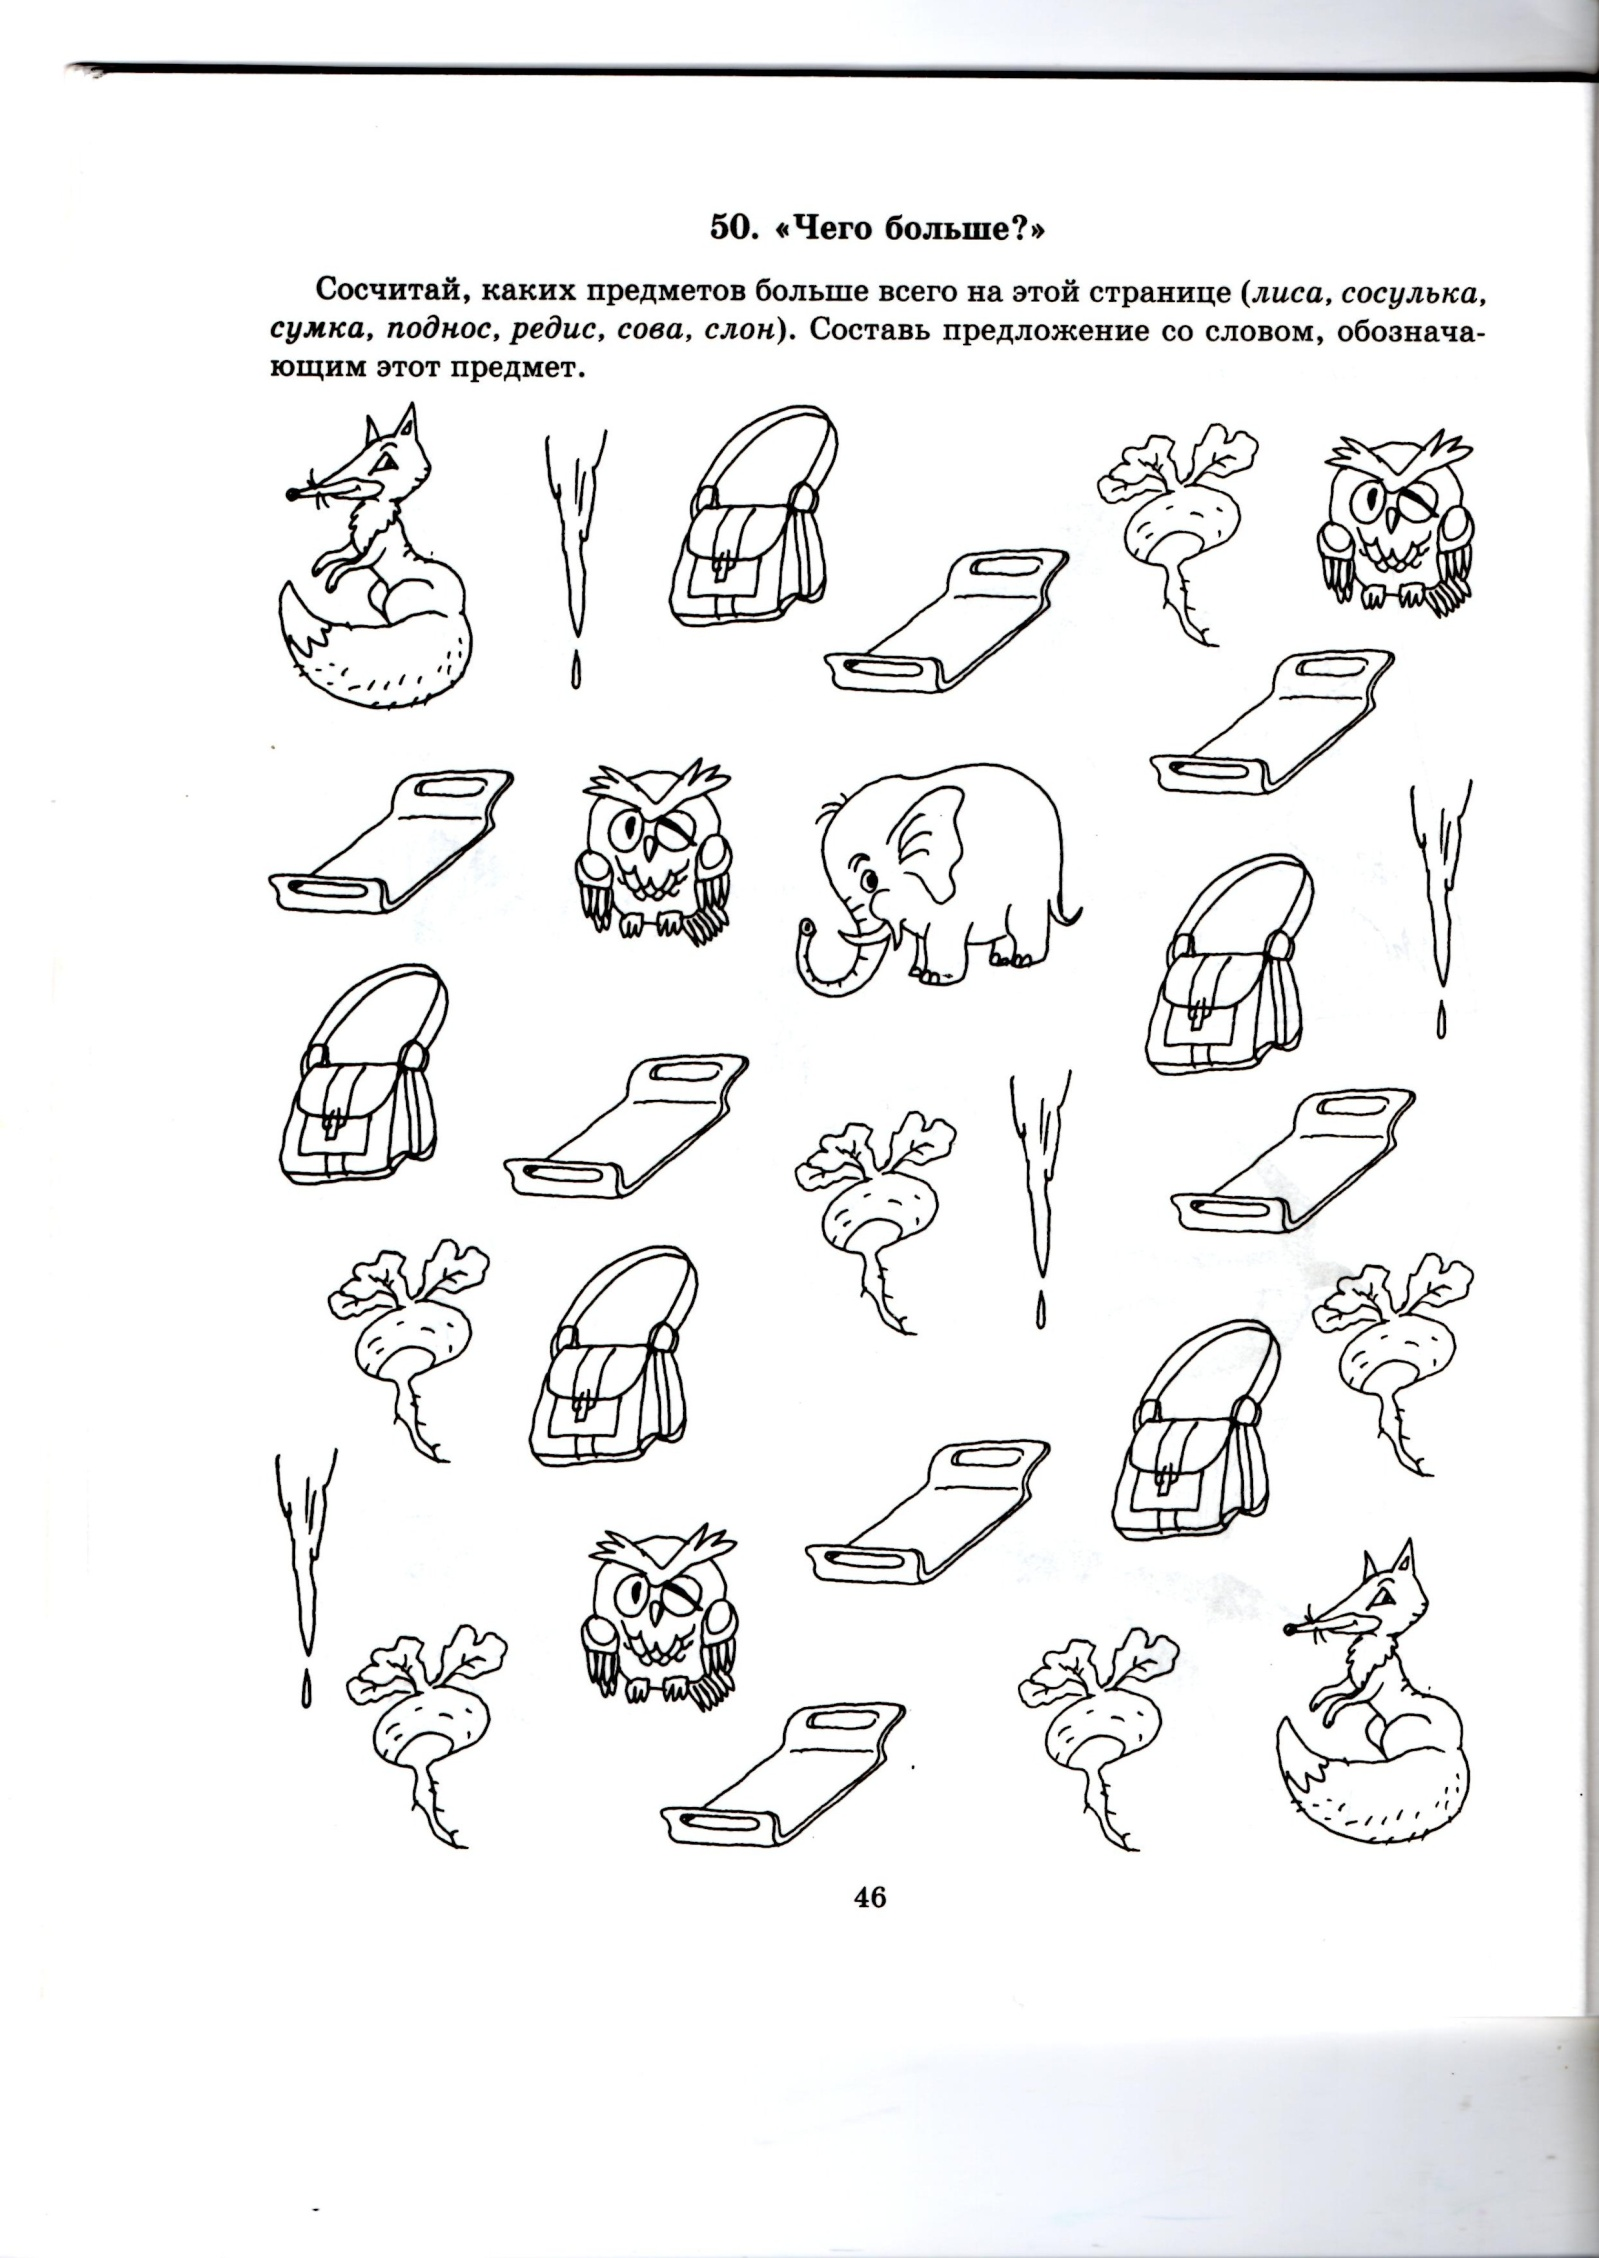 50. «Чего больше?»
Сосчитай, каких предметов больше всего на этой странице (лиса, сосулька,
сумка, поднос, редис, сова, слон). Составь предложение со словом, обознача-
ющим этот предмет.
46